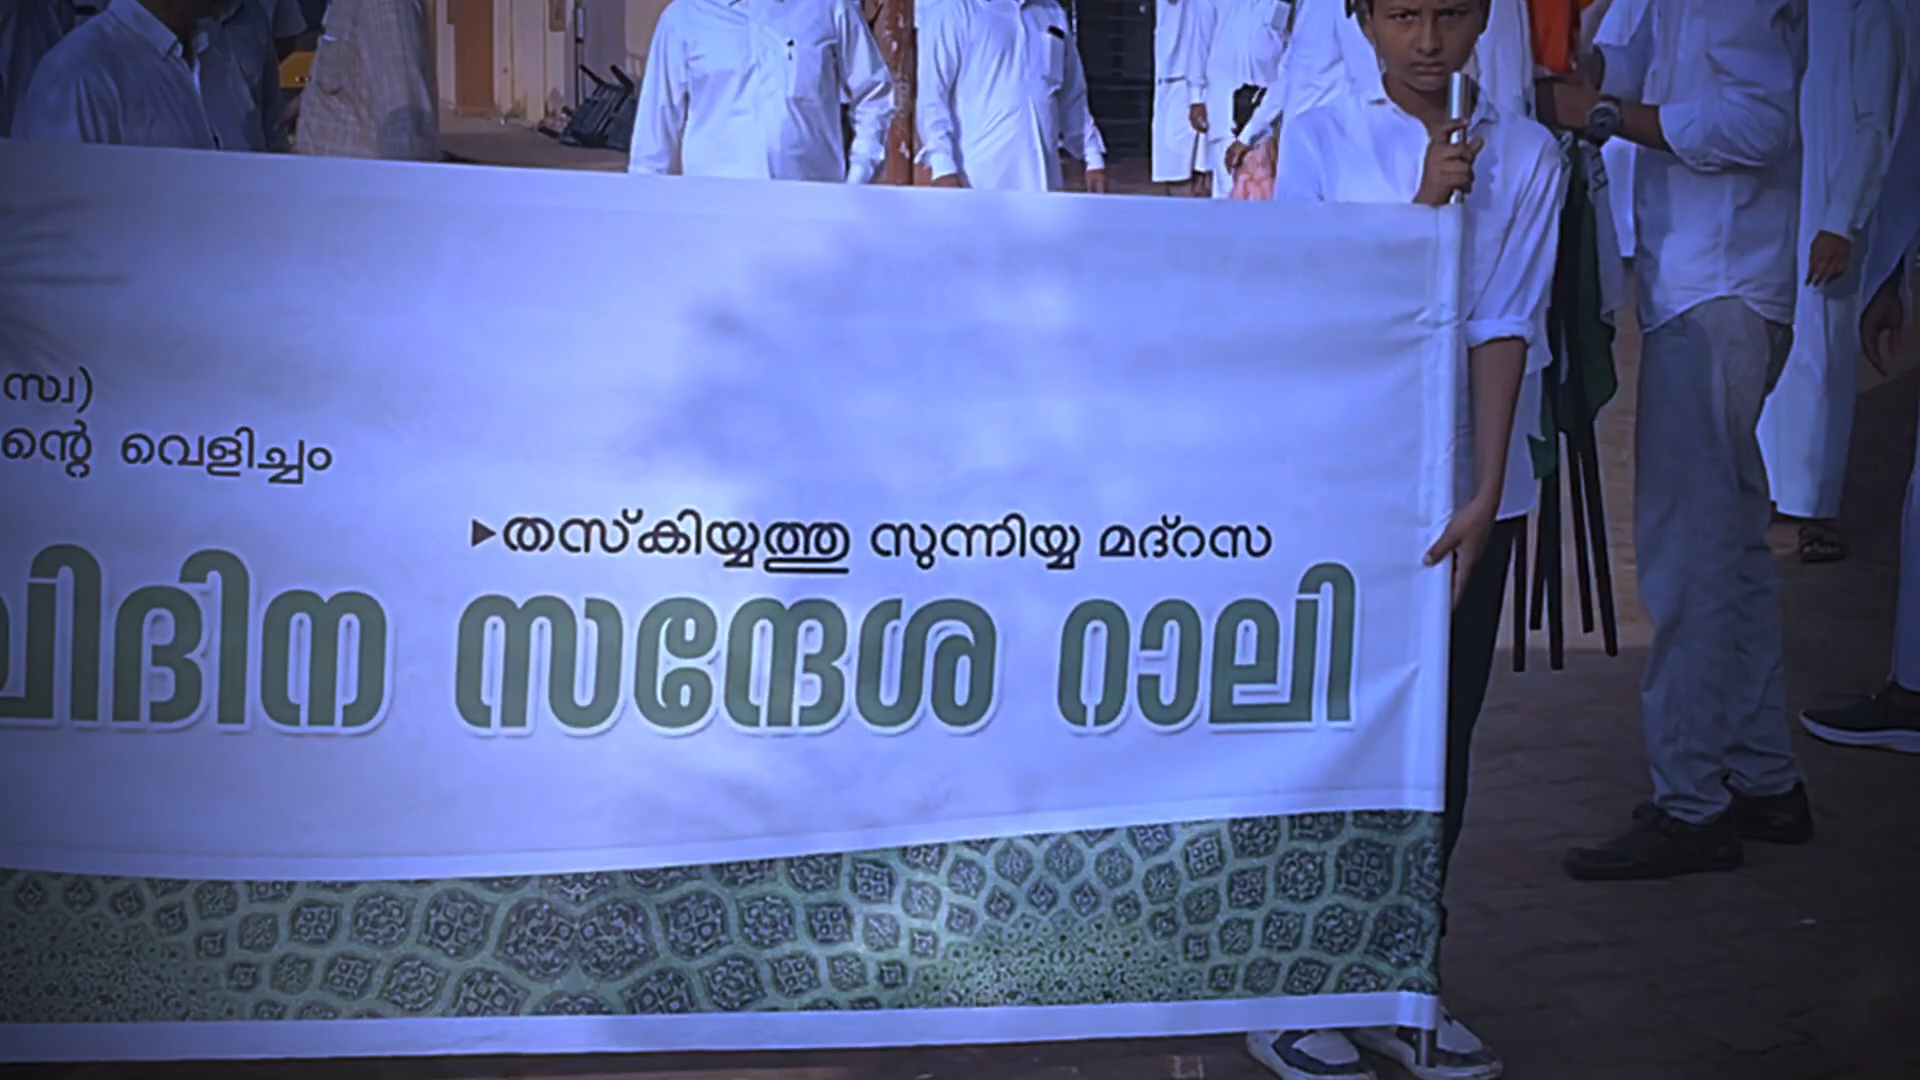 സ്വ)
ന്റെ വെളിച്ചം
▶തസ്കിയ്യത്തു സുന്നിയ്യ മദ്റസ
ദിന സന്ദേശ റാലി